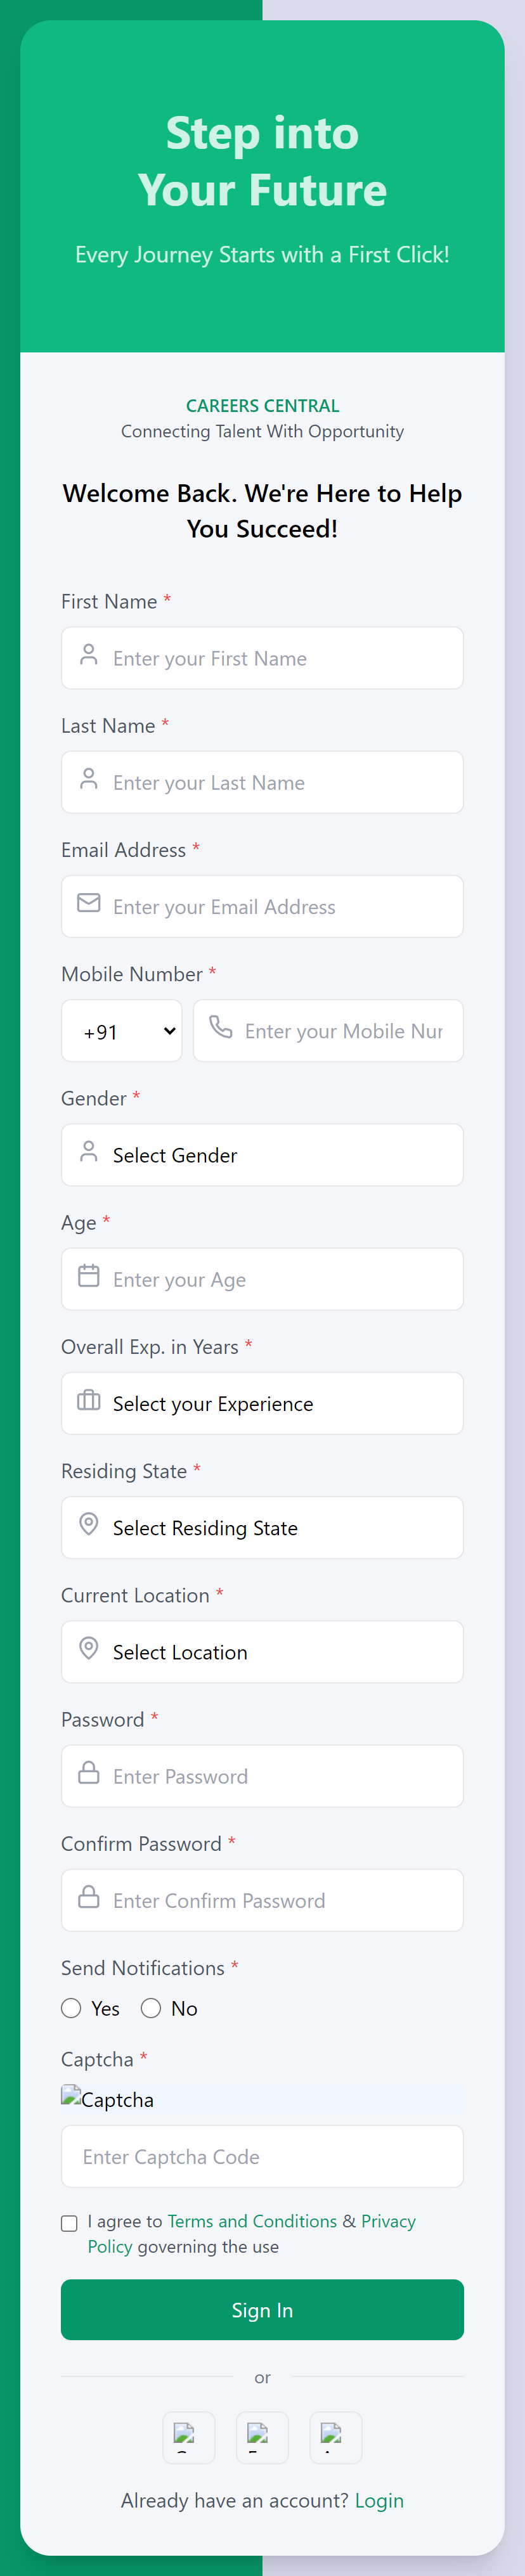 Step into
Your Future
Every Journey Starts with a First Click!
CAREERS CENTRAL
Connecting Talent With Opportunity
Welcome Back. We're Here to Help
You Succeed!
First Name *
Enter your First Name
Last Name *
Enter your Last Name
Email Address *
Enter your Email Address
Mobile Number *
+91
Enter your Mobile Nur
Gender *
Select Gender
Age *
Enter your Age
Overall Exp. in Years *
Select your Experience
Residing State *
Select Residing State
Current Location *
Select Location
Password *
Enter Password
Confirm Password *
Enter Confirm Password
Send Notifications *
Yes No
Captcha *
Captcha
Enter Captcha Code
I agree to Terms and Conditions & Privacy
Policy governing the use
Sign In
or
Already have an account? Login